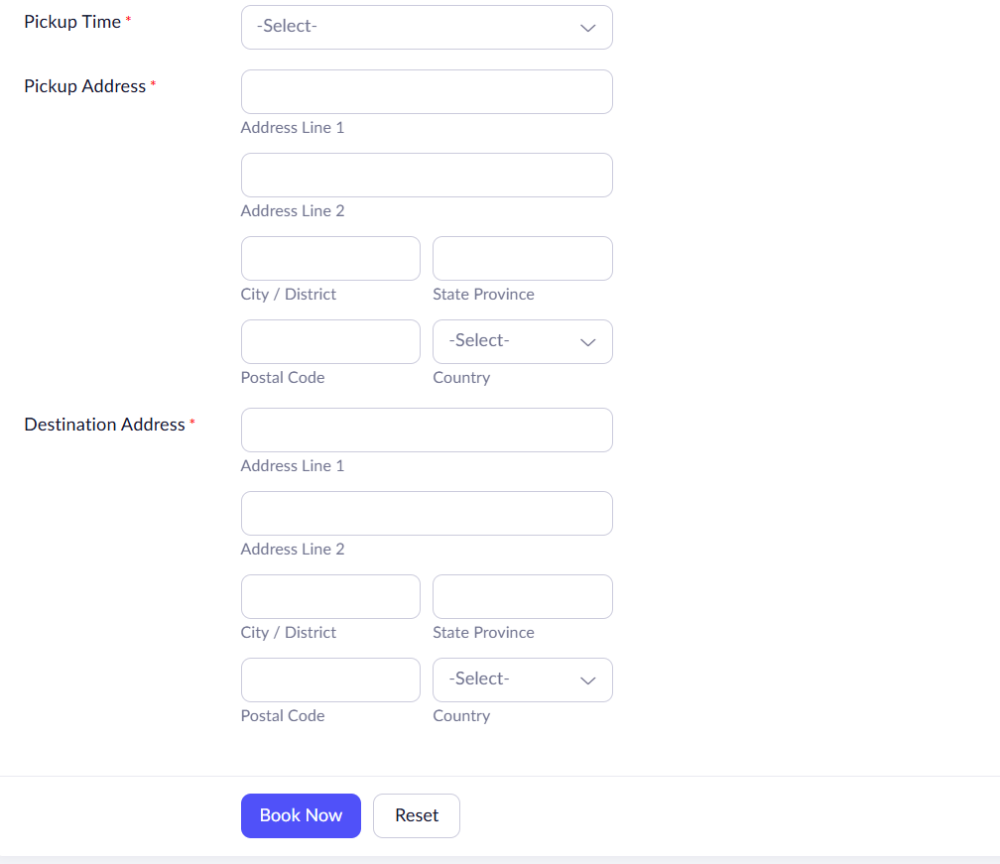 Pickup Time *
-Select-
Pickup Address *
Address Line 1
Address Line 2
City / District State Province
-Select-
Postal Code Country
Destination Address *
Address Line 1
Address Line 2
City / District State Province
-Select-
Postal Code Country
Book Now Reset